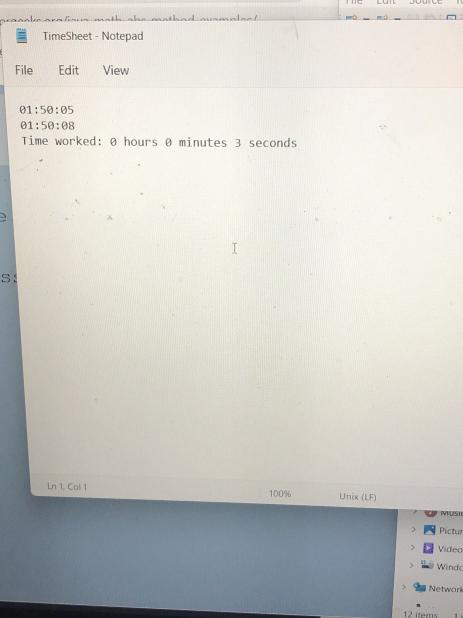 TimeSheet - Notepad
File Edit View
01:50:05
01:50:08
Time worked: 0 hours 0 minutes 3 seconds
Ln 1, Col 1 100% Unix (LF)
Music
Pictur
Video
Windo
Network
12 items